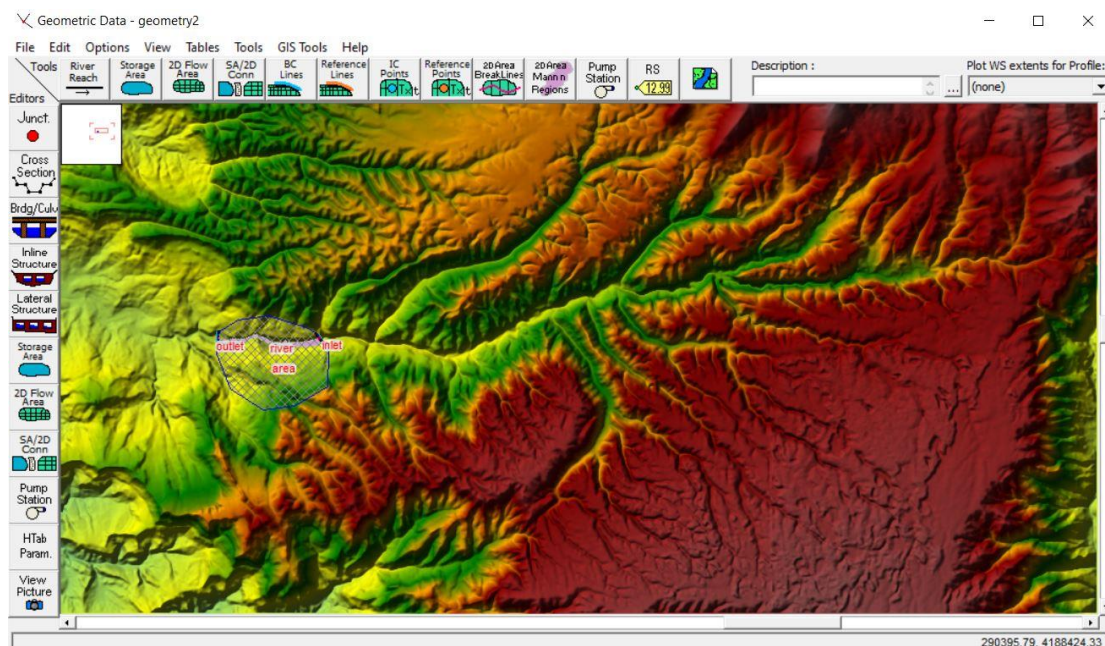 Geometric Data - geometry2
File Edit Options View Tables Tools GIS Tools Help
Tools
Editors
River
Reach
Storage
Area
2D Flow
Area
SA/2D
Conn
BC
Lines
Reference
Lines
IC
Points
Reference
Points
2D Area
BreakLines
2D Area
Mann n
Regions
Pump
Station
RS
12.99
Description :
...
Plot WS extents for Profile:
(none)
Junct.
Cross
Section
Brdg/Culv
Inline
Structure
Lateral
Structure
Storage
Area
2D Flow
Area
SA/2D
Conn
Pump
Station
HTab
Param.
View
Picture
outlet
river
area
inlet
290395.79, 4188424.33